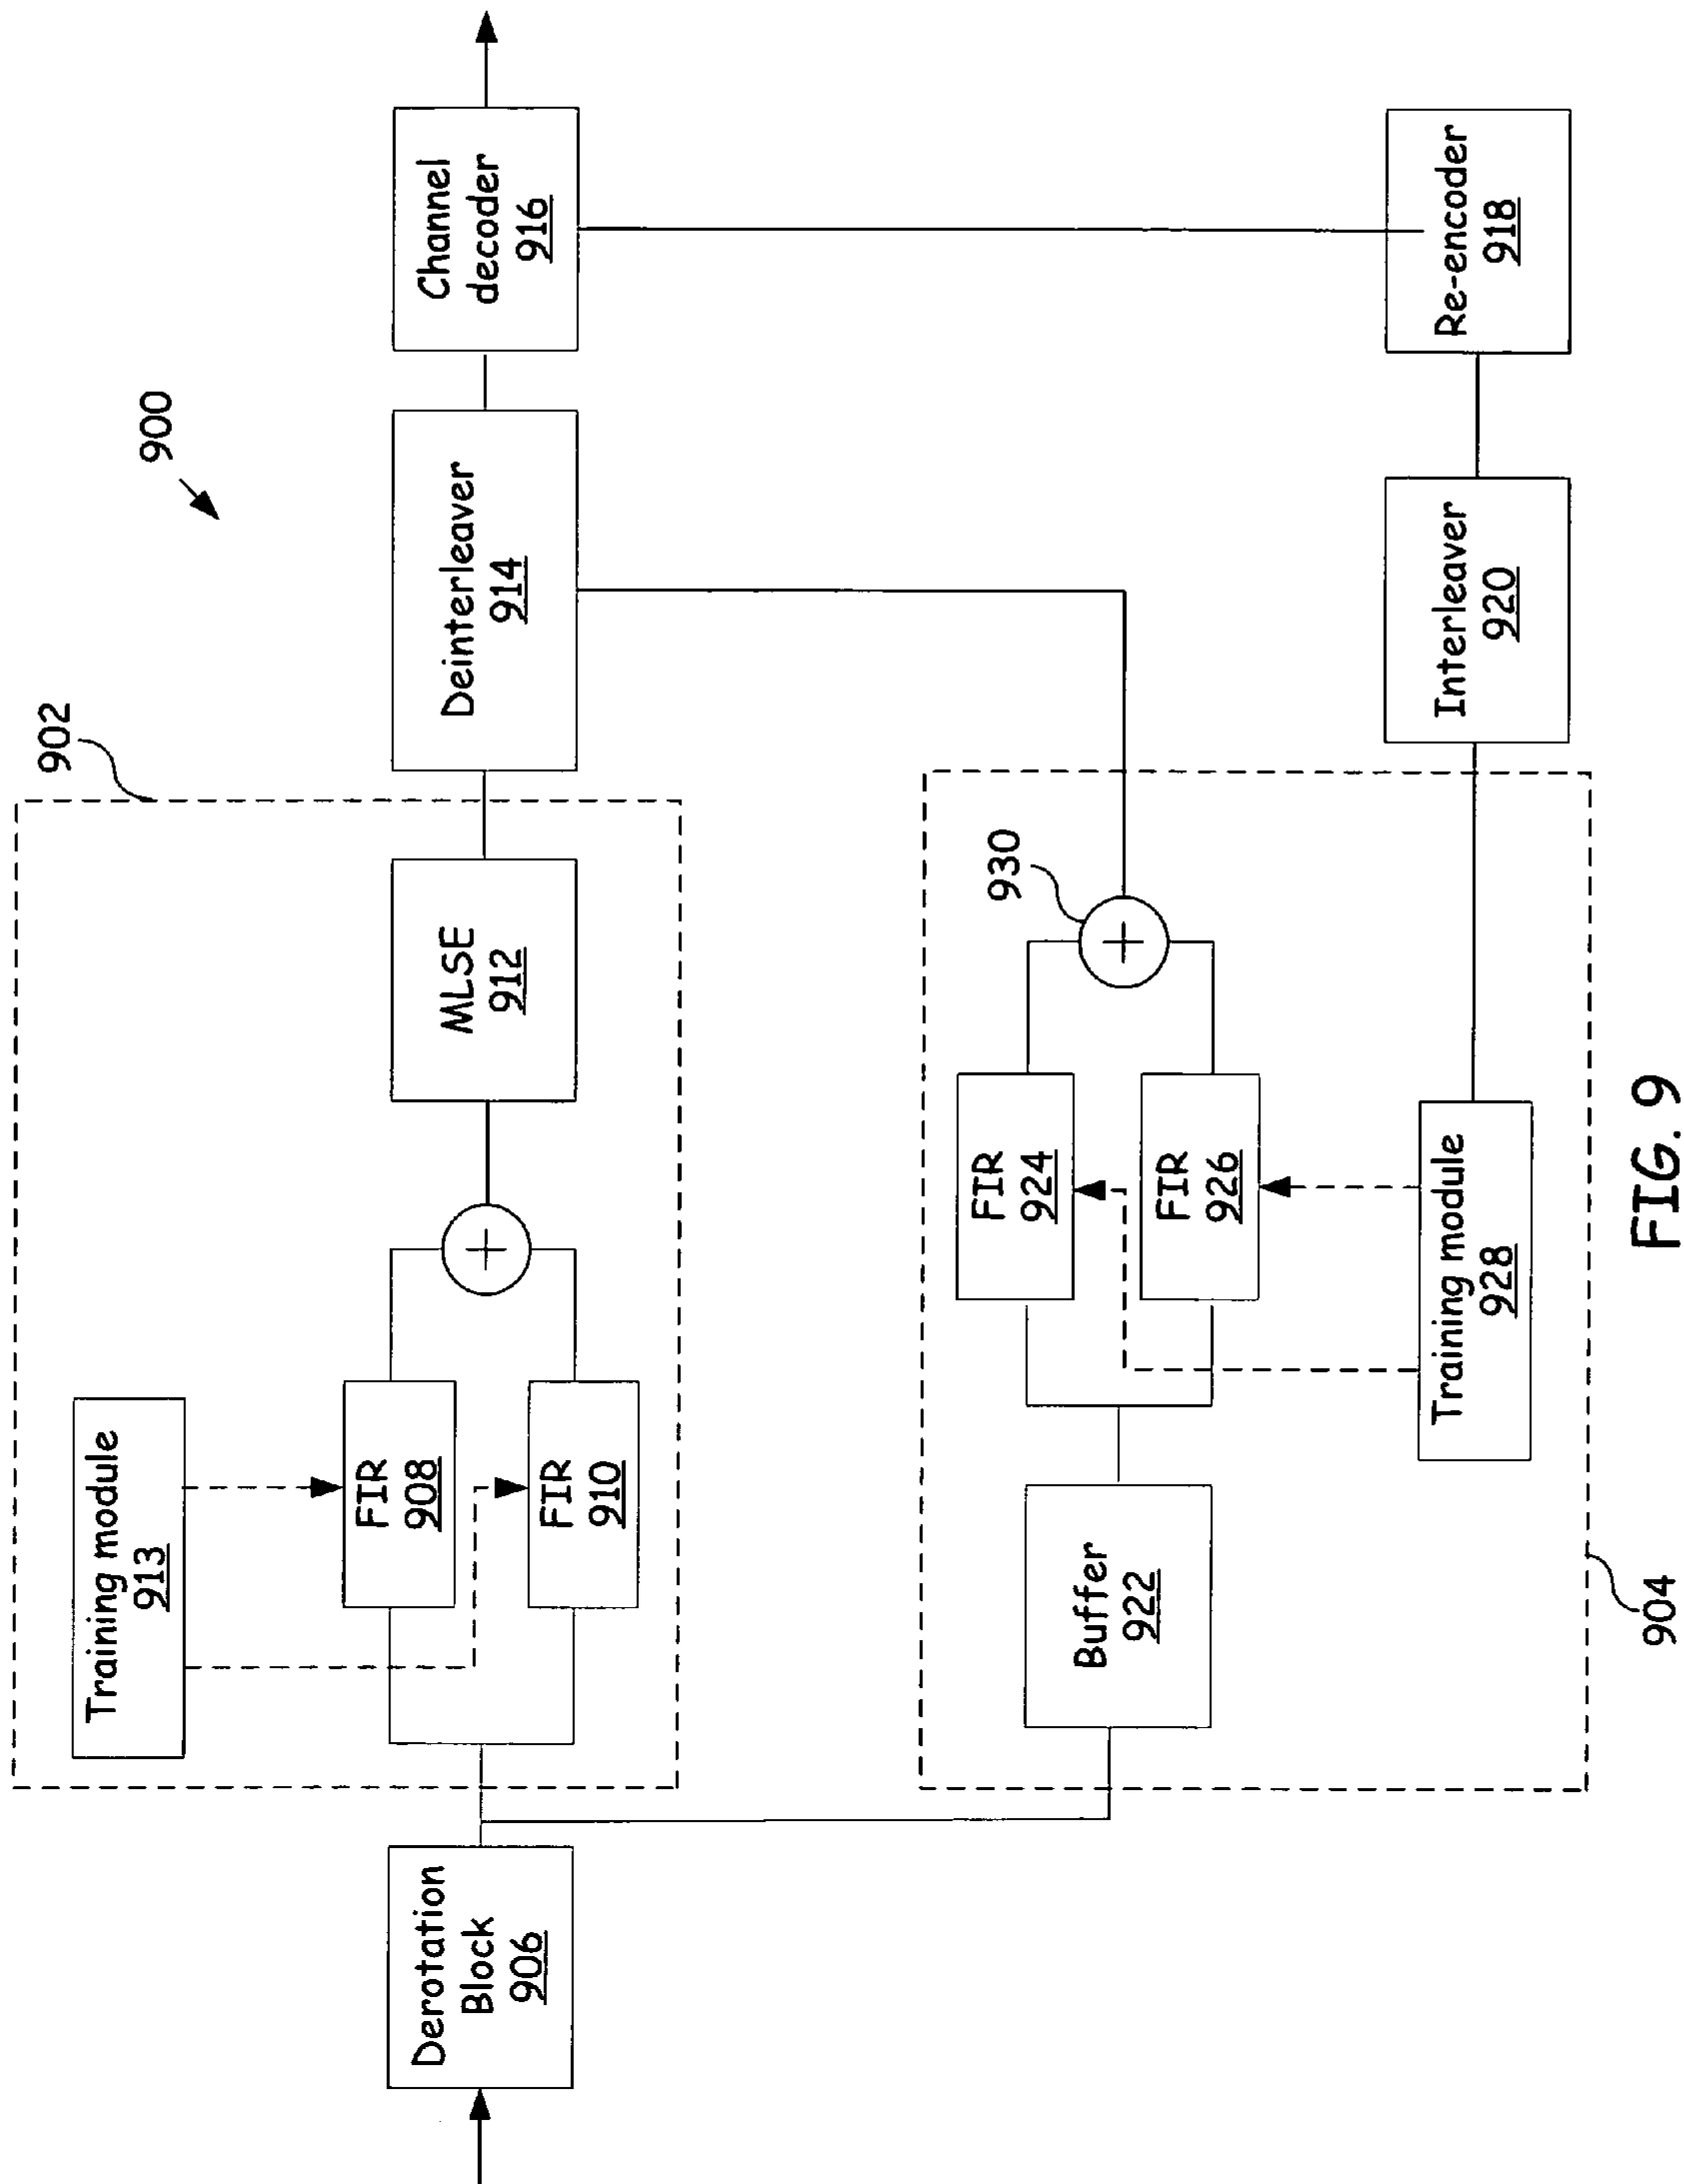 900
902
Training module
913
FIR
908
FIR
910
+
MLSE
912
Derotation
Block
906
Deinterleaver
914
Channel
decoder
916
930
Buffer
922
FIR
924
FIR
926
+
Training module
928
Interleaver
920
Re-encoder
918
904
FIG. 9